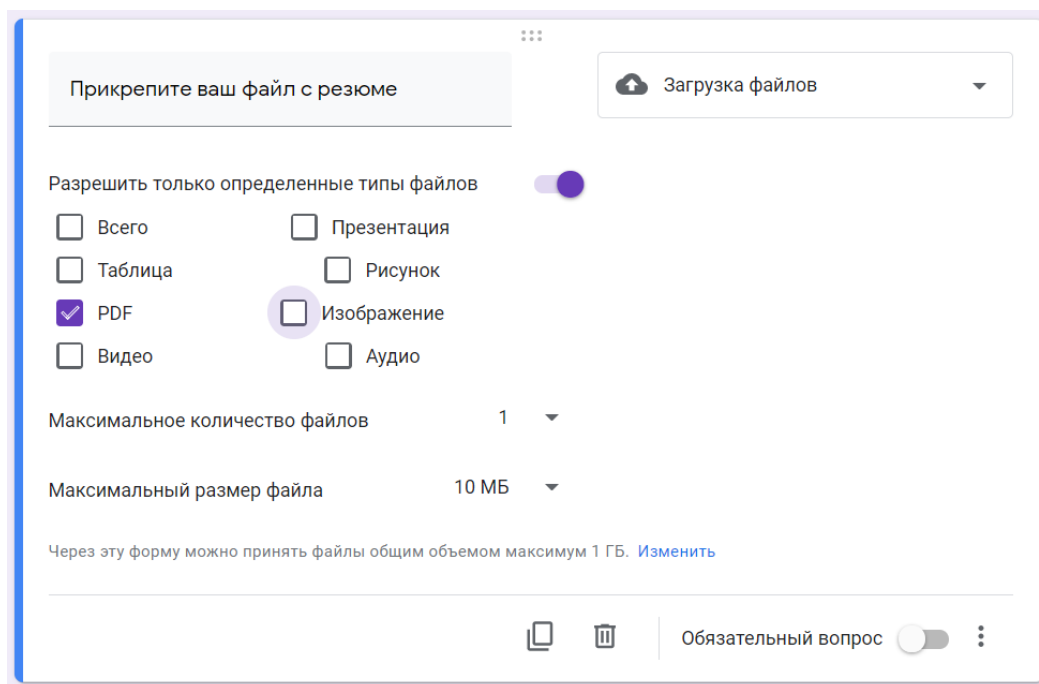 Прикрепите ваш файл с резюме
Загрузка файлов
Разрешить только определенные типы файлов
Всего Презентация
Таблица Рисунок
PDF Изображение
Видео Аудио
Максимальное количество файлов 1
Максимальный размер файла 10 МБ
Через эту форму можно принять файлы общим объемом максимум 1 ГБ. Изменить
Обязательный вопрос